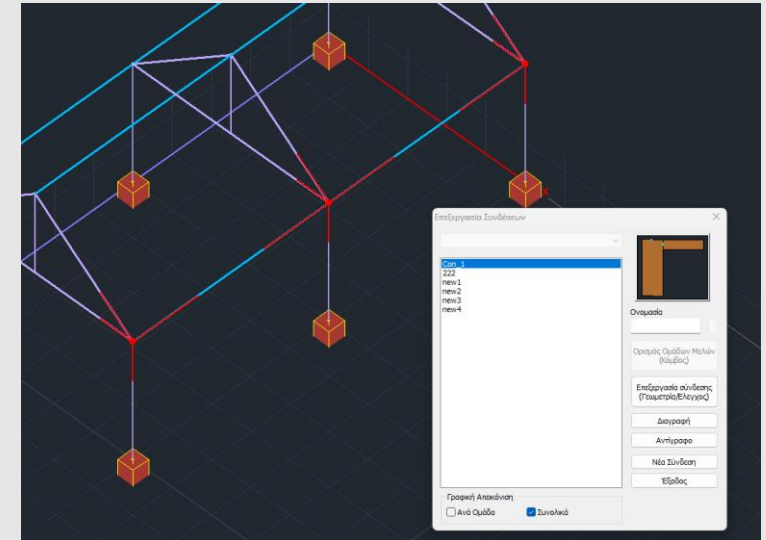 Επεξεργασία Συνδέσεων
Con_1
222
new1
new2
new3
new4
Ονομασία
Ορισμός Ομάδων Μελών
(Κόμβος)
Επεξεργασία σύνδεσης
(Γεωμετρία/Ελεγχος)
Διαγραφή
Αντίγραφο
Νέα Σύνδεση
Έξοδος
Γραφική Απεικόνιση
Ανά Ομάδα
Συνολικά